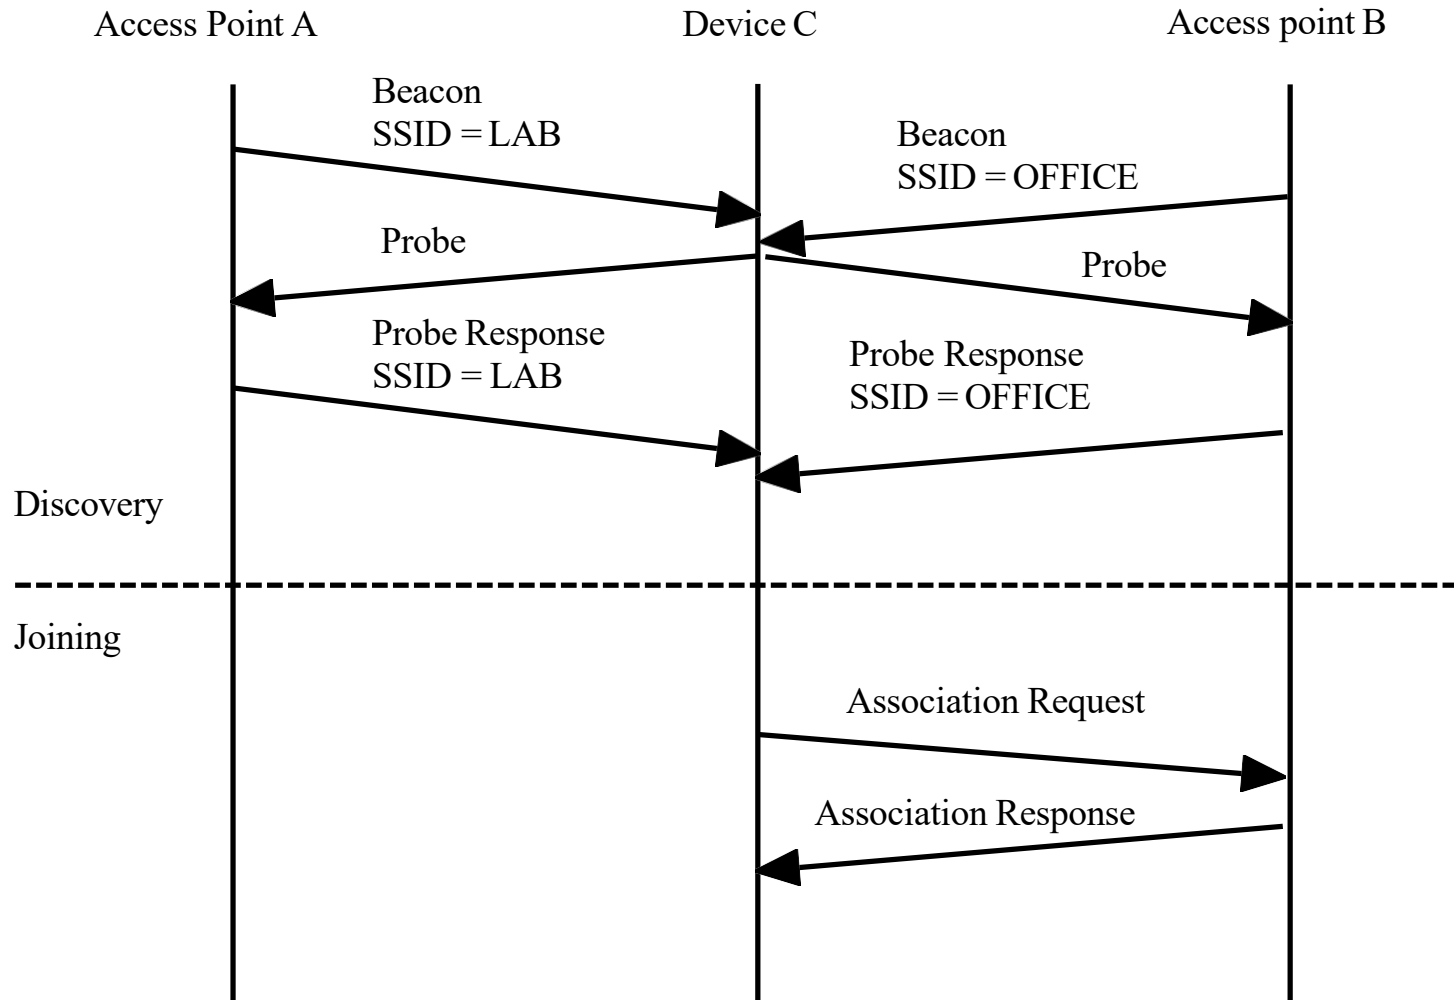 Access Point A
Device C
Access point B
Beacon
SSID = LAB
Beacon
SSID = OFFICE
Probe
Probe
Probe Response
SSID = LAB
Probe Response
SSID = OFFICE
Discovery
Joining
Association Request
Association Response